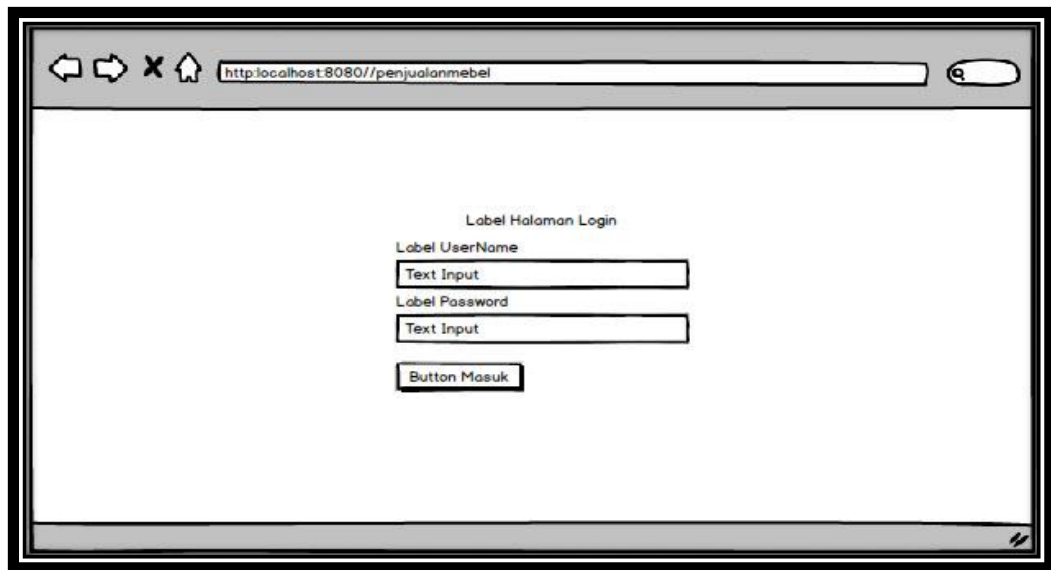 http:localhost:8080//penjualanmebel
Label Halaman Login
Label UserName
Text Input
Label Password
Text Input
Button Masuk